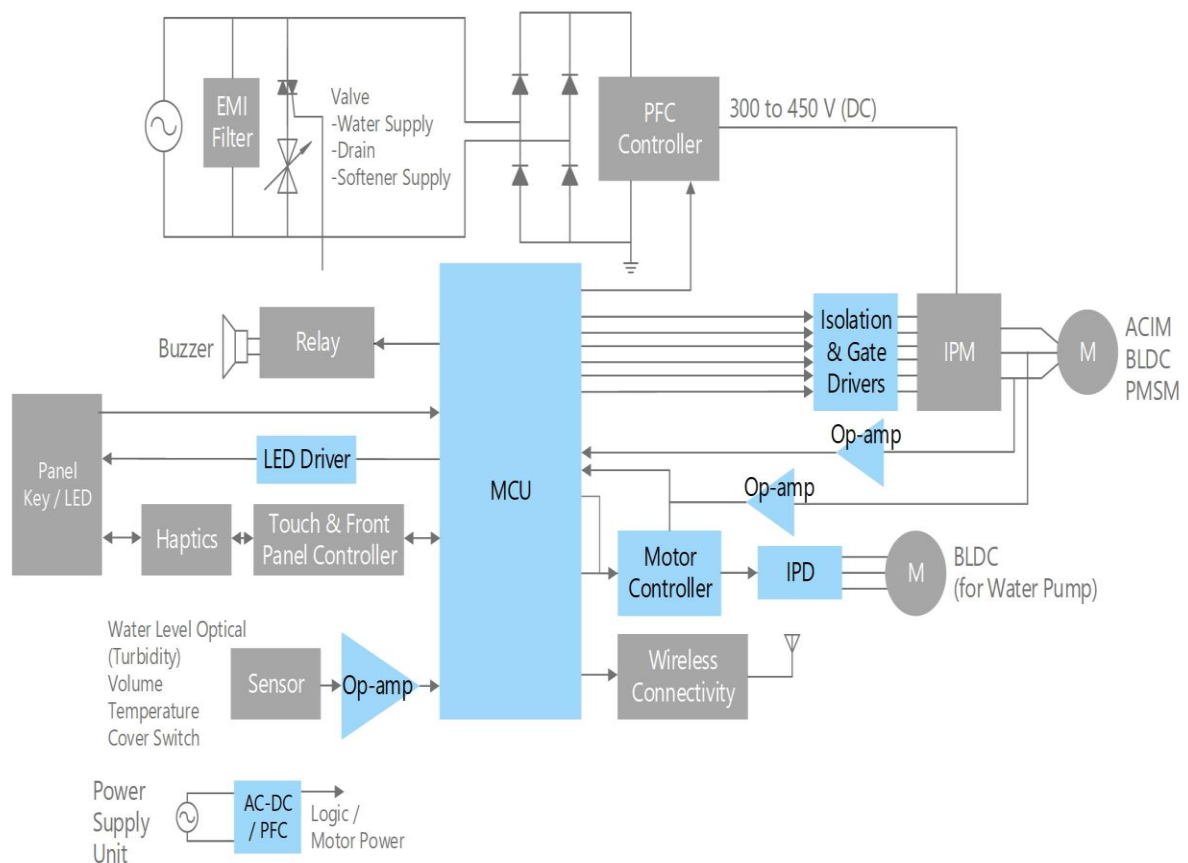 EMI
Filter
Valve
-Water Supply
-Drain
-Softener Supply
PFC
Controller
300 to 450 V (DC)
Buzzer
Relay
MCU
Isolation
& Gate
Drivers
IPM
M
ACIM
BLDC
PMSM
Panel
Key / LED
LED Driver
Op-amp
Op-amp
Haptics
Touch & Front
Panel Controller
Motor
Controller
IPD
M
BLDC
(for Water Pump)
Water Level Optical
(Turbidity)
Volume
Temperature
Cover Switch
Sensor
Op-amp
Wireless
Connectivity
Power
Supply
Unit
AC-DC
/ PFC
Logic /
Motor Power